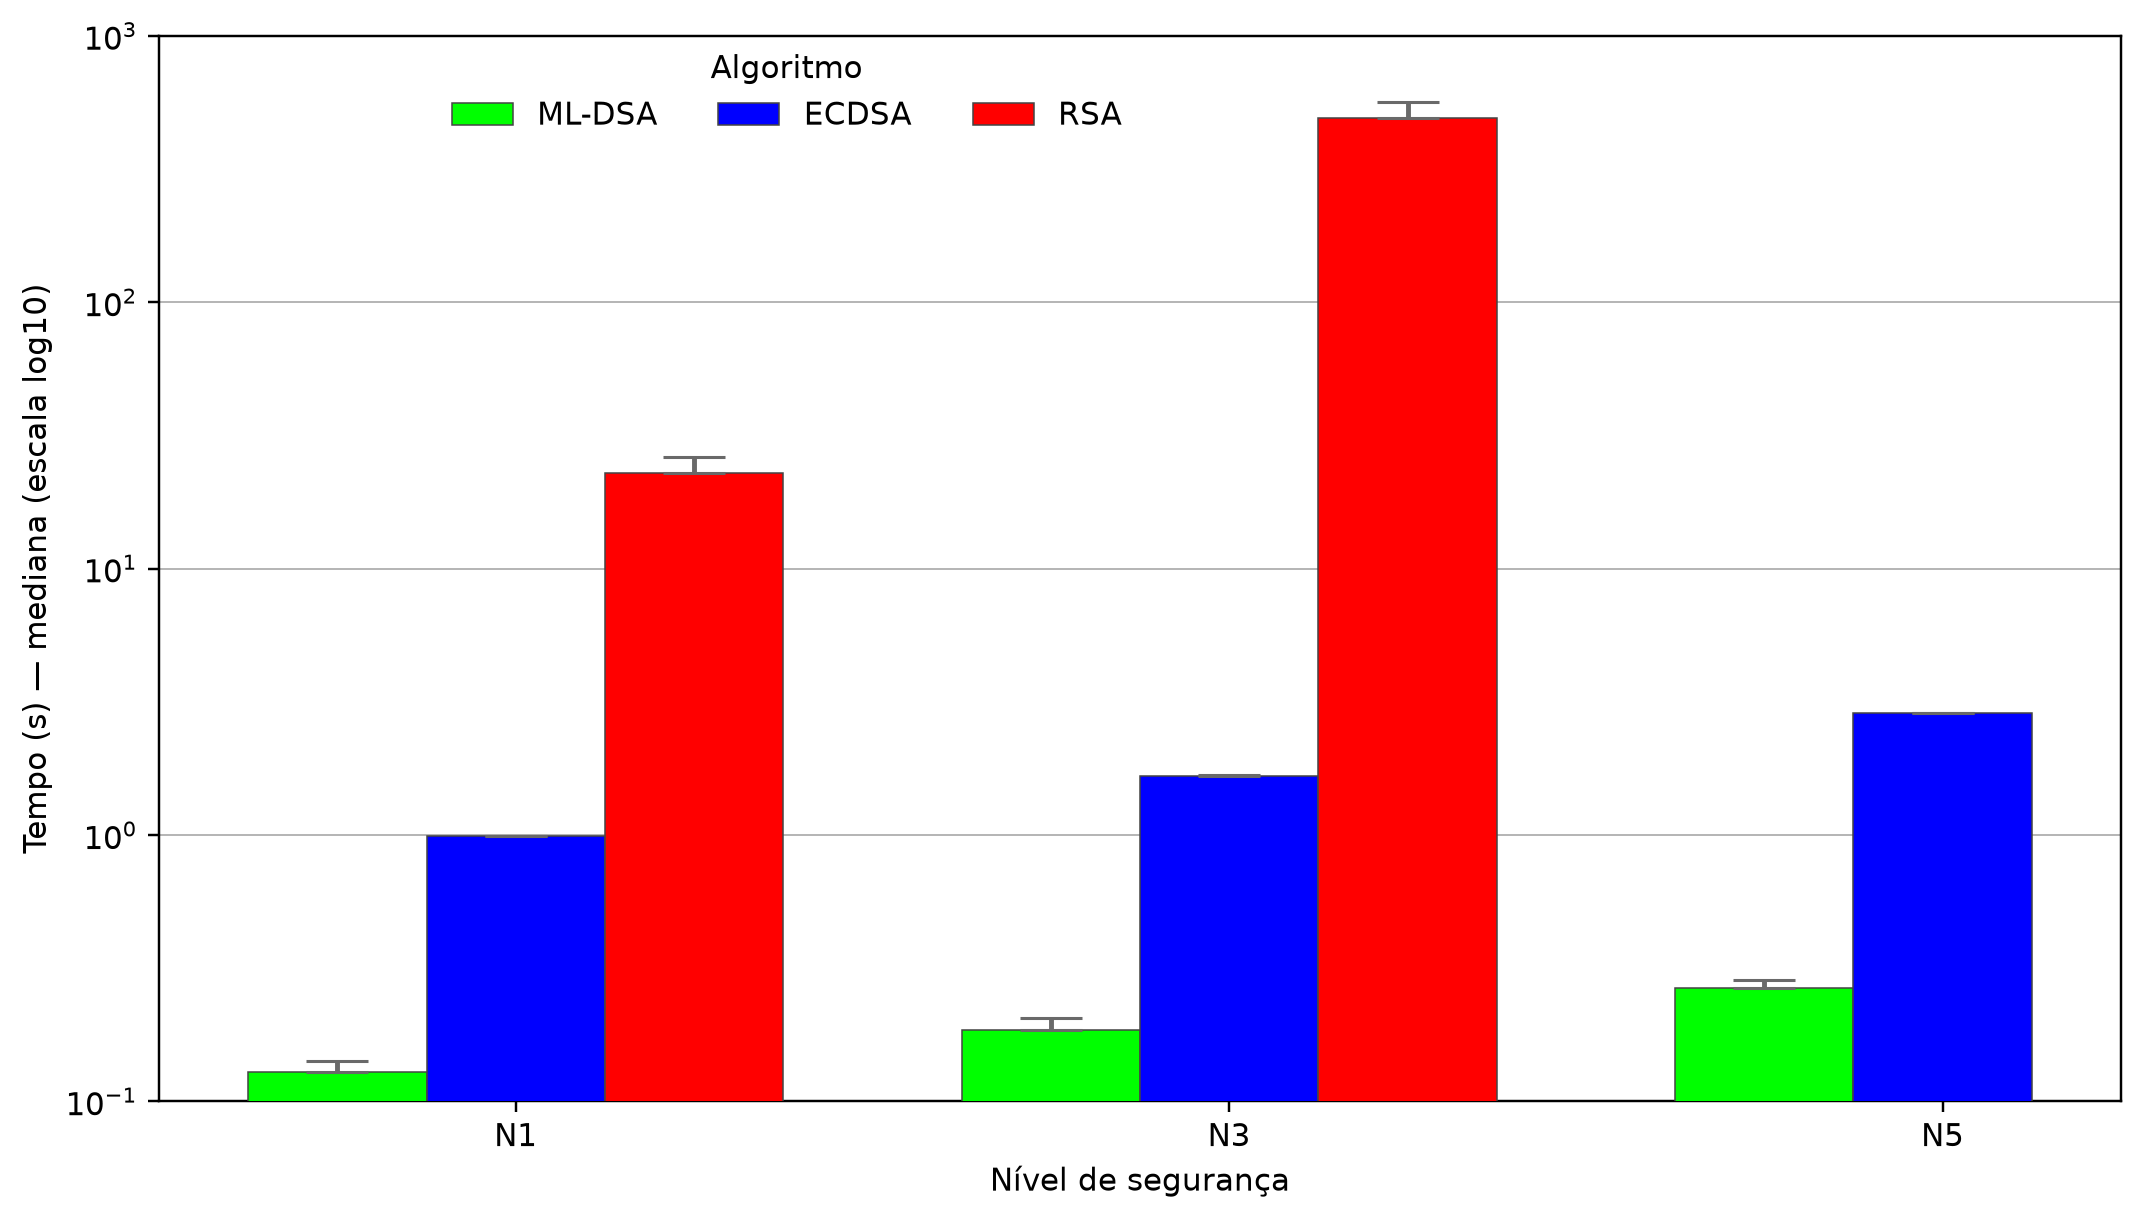 Algoritmo
ML-DSA ECDSA RSA
10³
10²
10¹
10⁰
10⁻¹
Tempo (s) — mediana (escala log10)
N1 N3 N5
Nível de segurança